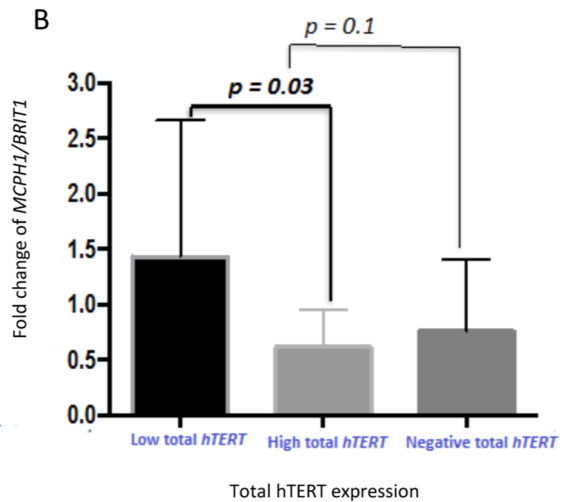 B
p = 0.1
p = 0.03
Fold change of MCPH1/BRIT1
3.0
2.5
2.0
1.5
1.0
0.5
0.0
Low total hTERT High total hTERT Negative total hTERT
Total hTERT expression